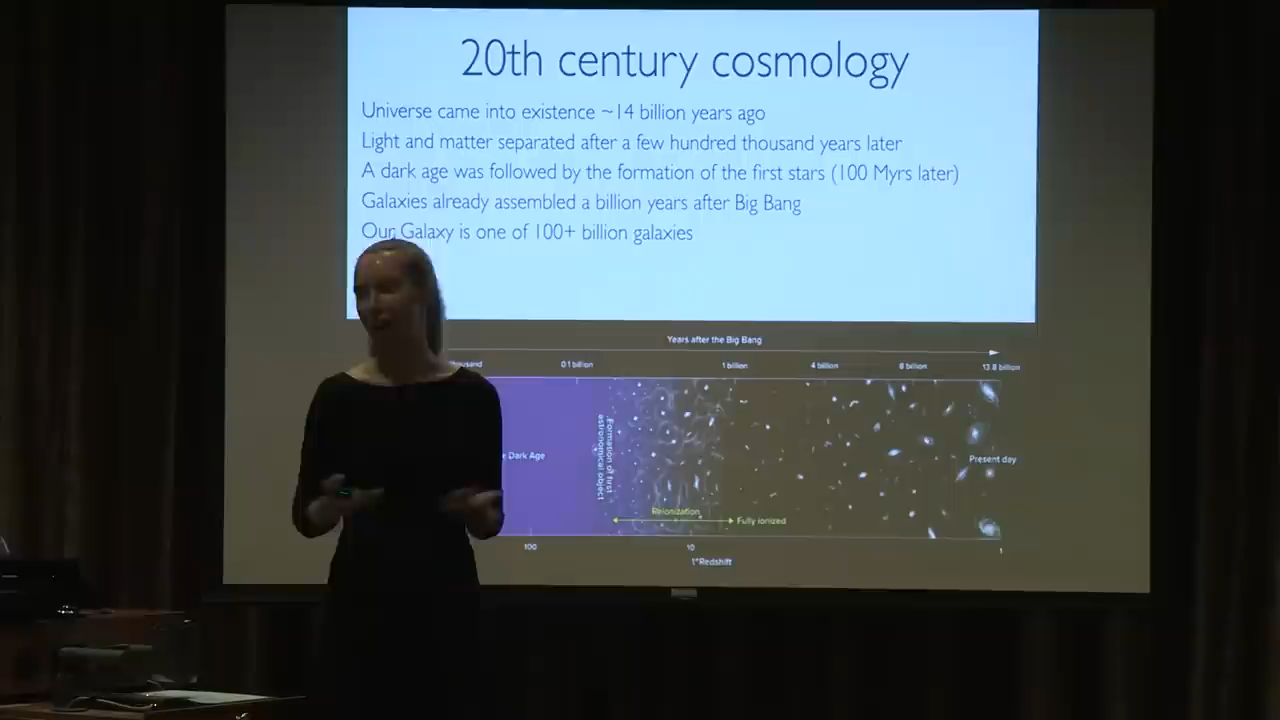 20th century cosmology
Universe came into existence ~14 billion years ago
Light and matter separated after a few hundred thousand years later
A dark age was followed by the formation of the first stars (100 Myrs later)
Galaxies already assembled a billion years after Big Bang
Our Galaxy is one of 100+ billion galaxies
Years after the Big Bang
0.1 billion 1 billion 4 billion 8 billion 13.8 billion
Formation of first
astronomical object
Dark Age
Present day
Reionization
Fully ionized
100 10 1
1+Redshift